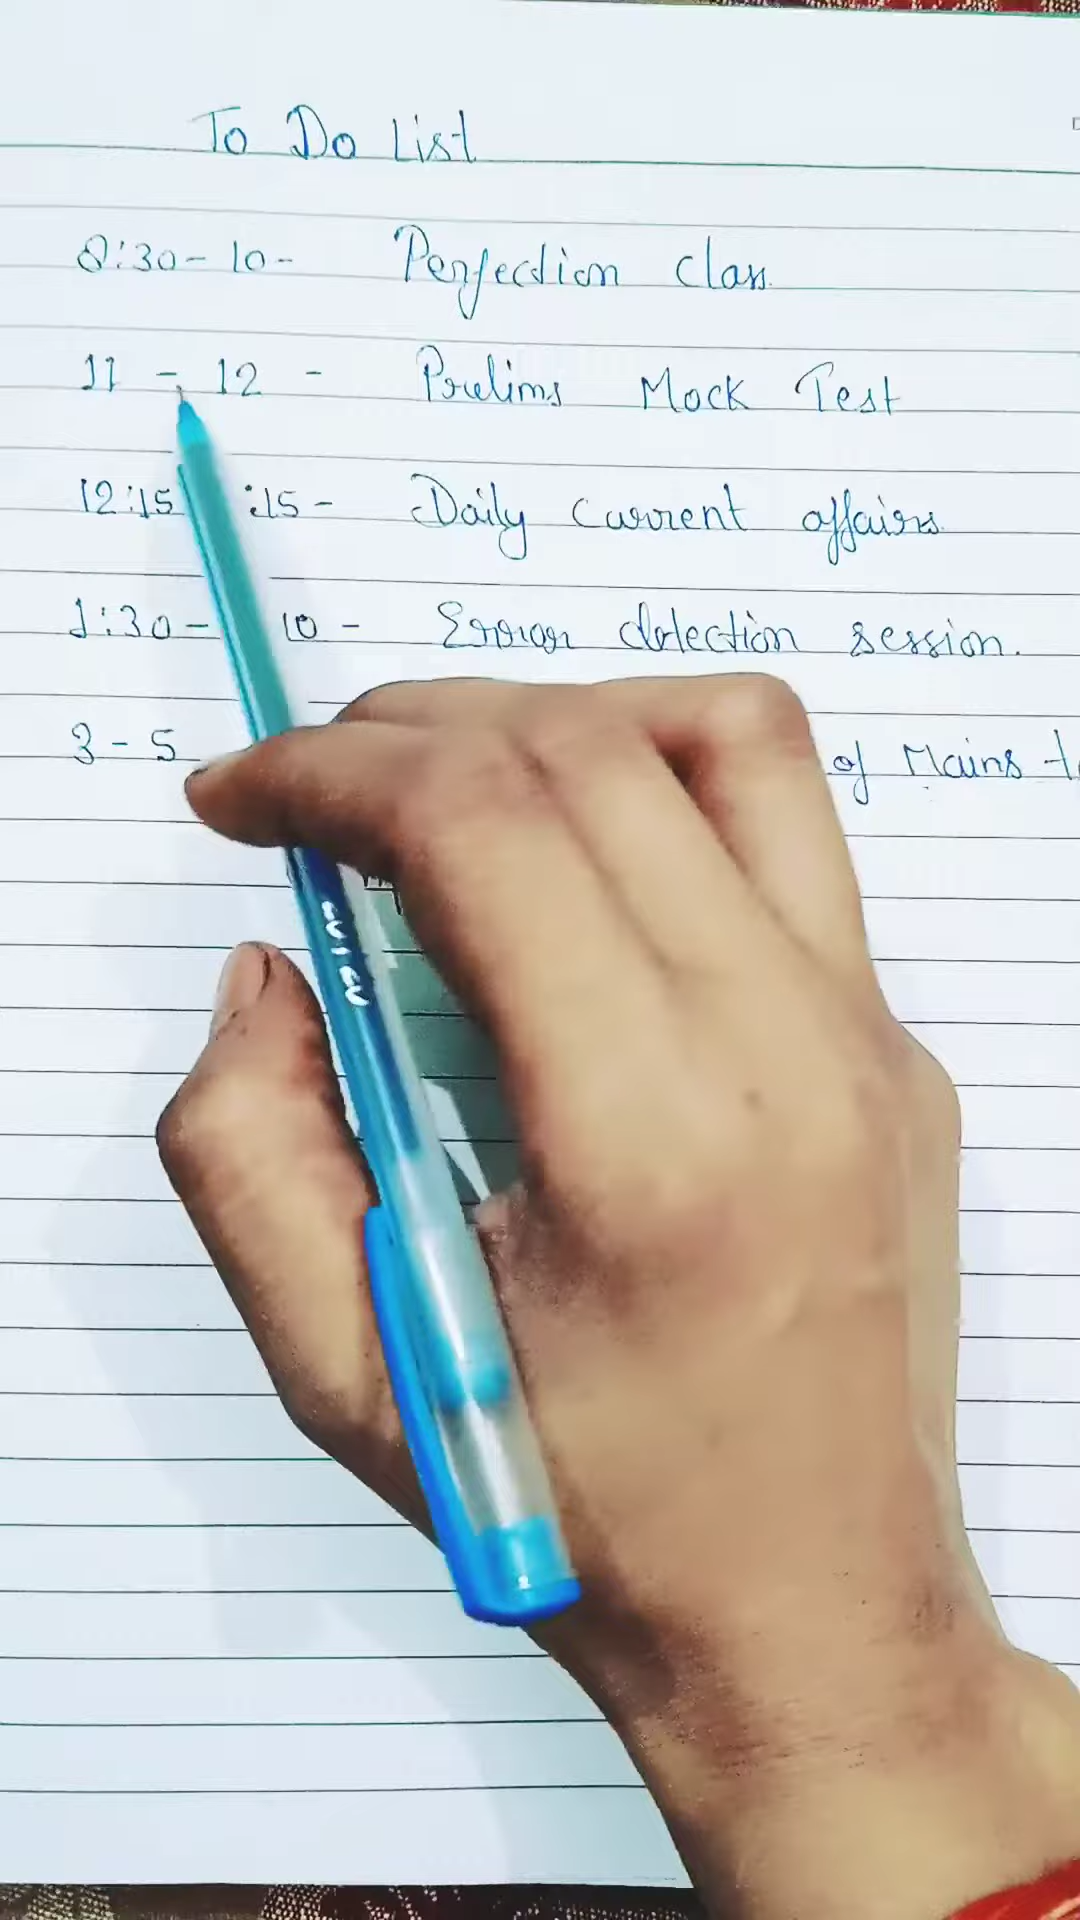 To Do List
8:30 - 10 - Perfection Class
11 - 12 - Prelims Mock Test
12:15 :15 - Daily current affairs
1:30 - 10 - Error detection session.
3 - 5 of Mains